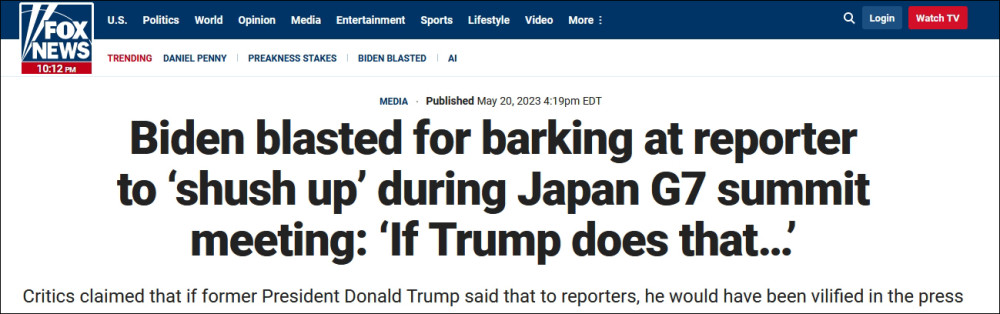 FOX
NEWS
10:12 PM
U.S. Politics World Opinion Media Entertainment Sports Lifestyle Video More Login Watch TV
TRENDING DANIEL PENNY PREAKNESS STAKES BIDEN BLASTED AI
MEDIA · Published May 20, 2023 4:19pm EDT
Biden blasted for barking at reporter
to ‘shush up’ during Japan G7 summit
meeting: ‘If Trump does that...’
Critics claimed that if former President Donald Trump said that to reporters, he would have been vilified in the press